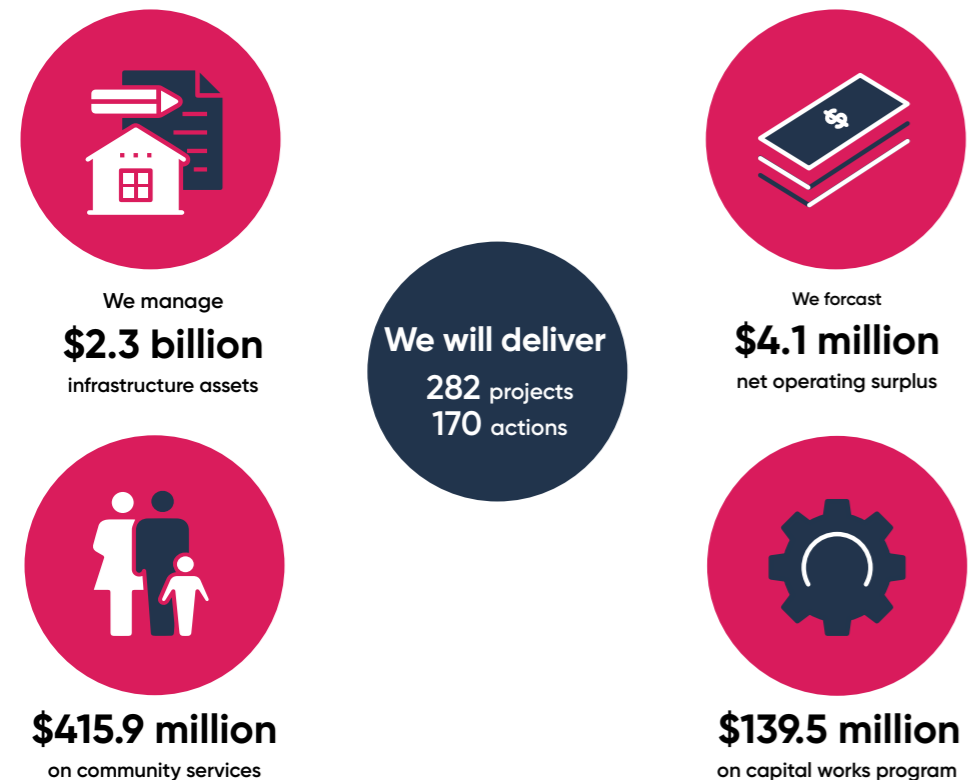 We manage
$2.3 billion
infrastructure assets
We forcast
$4.1 million
net operating surplus
We will deliver
282 projects
170 actions
$415.9 million
on community services
$139.5 million
on capital works program
$